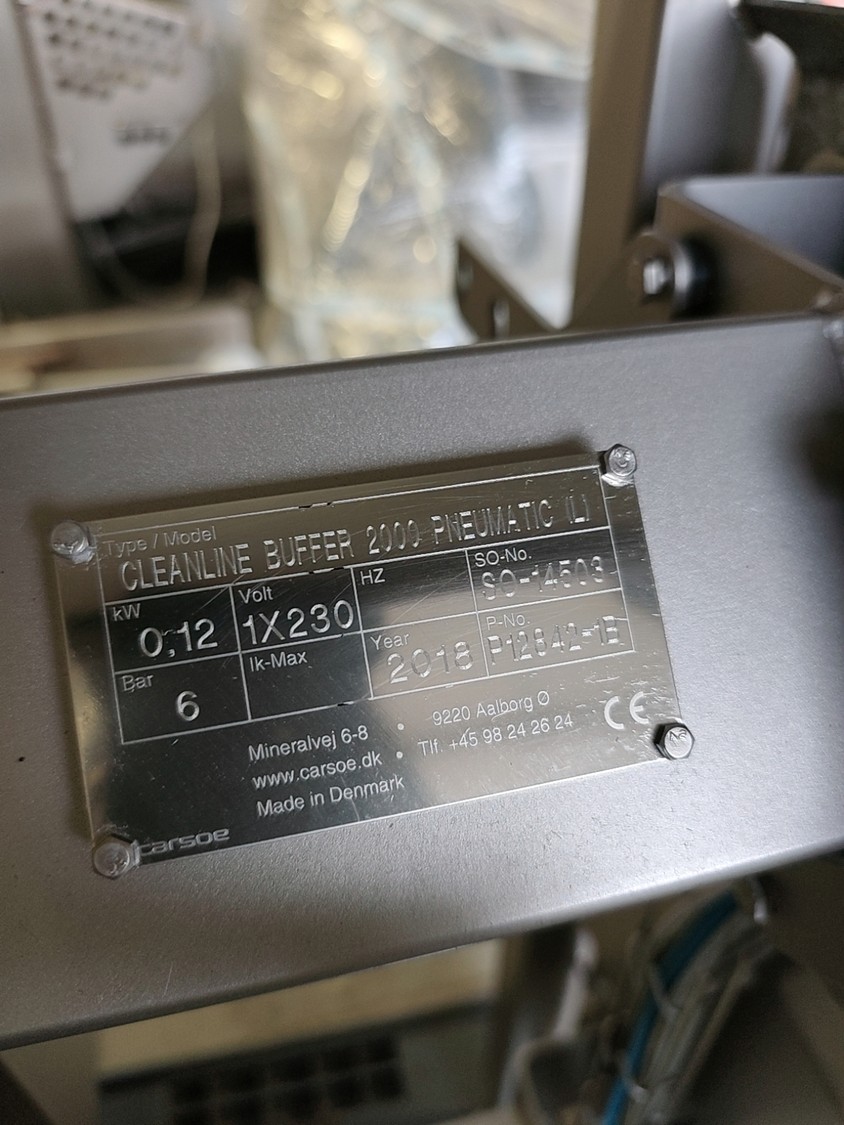 Type / Model
CLEANLINE BUFFER 2000 PNEUMATIC (L)
kW
0,12
Volt
1X230
HZ
SO-No.
SO-14503
Bar
6
Ik-Max
Year
2018
P-No.
P12842-1B
Mineralvej 6-8 • 9220 Aalborg Ø
www.carsoe.dk • Tlf. +45 98 24 26 24
Made in Denmark
CE
carsoe